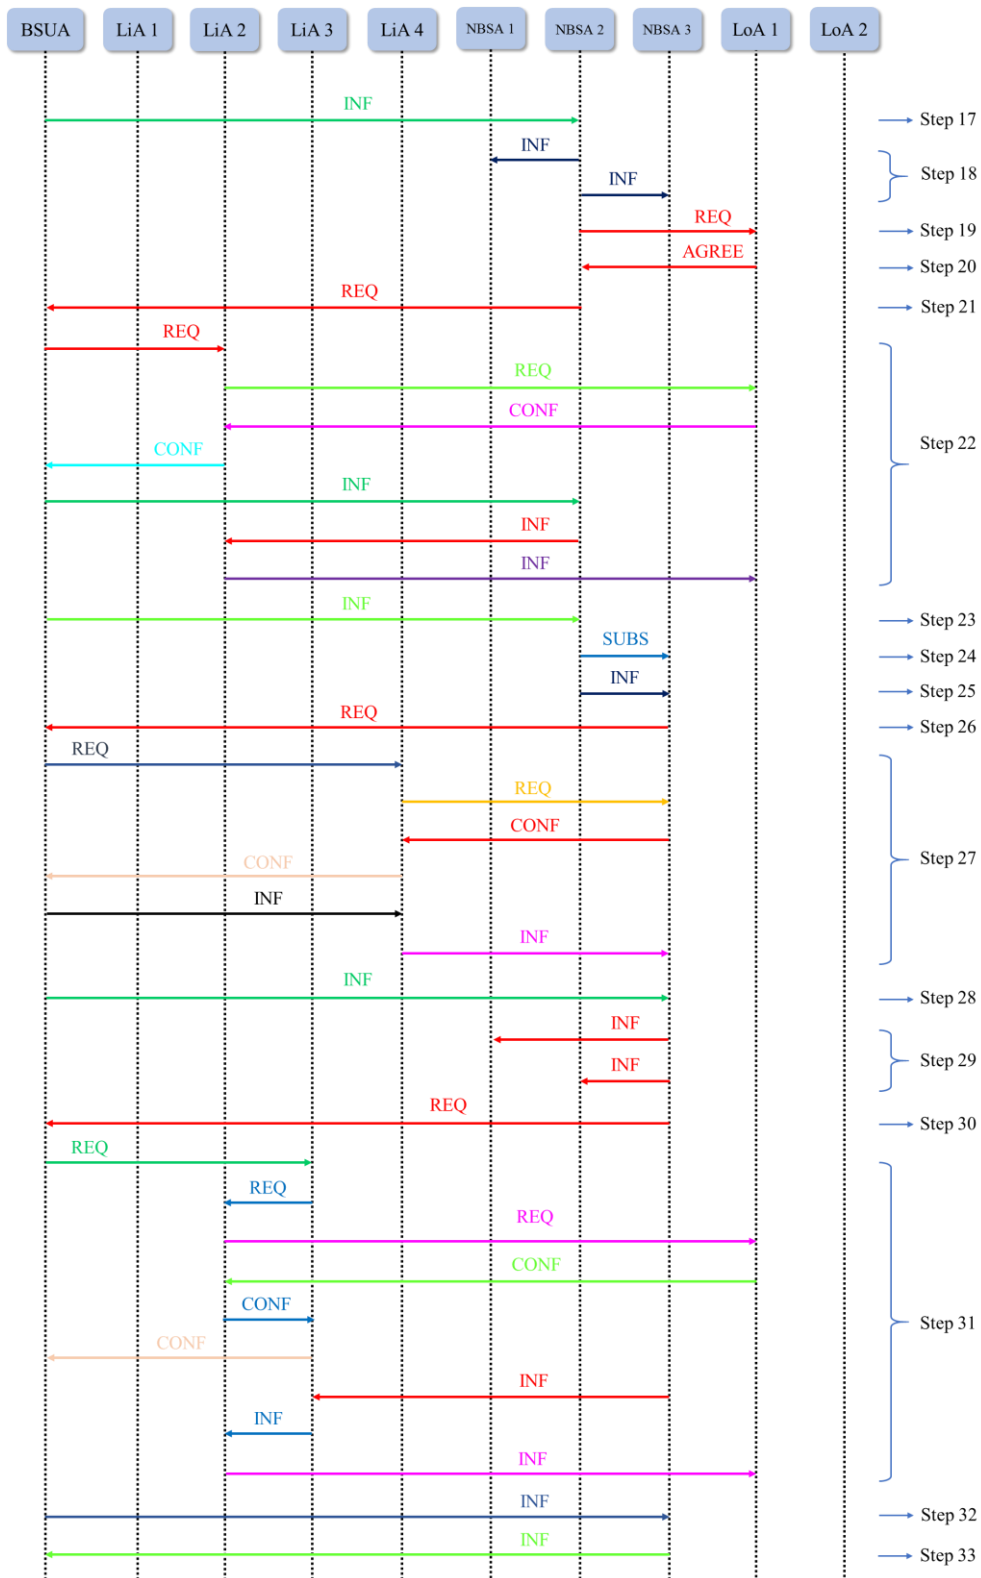 BSUA LiA 1 LiA 2 LiA 3 LiA 4 NBSA 1 NBSA 2 NBSA 3 LoA 1 LoA 2
INF Step 17
INF
Step 18
INF
REQ Step 19
AGREE Step 20
REQ Step 21
REQ
REQ
CONF
Step 22
CONF
INF
INF
INF
INF Step 23
SUBS Step 24
INF Step 25
REQ Step 26
REQ
REQ
CONF
Step 27
CONF
INF
INF
INF Step 28
INF
Step 29
INF
REQ Step 30
REQ
REQ
REQ
CONF
CONF
Step 31
CONF
INF
INF
INF
INF Step 32
INF Step 33